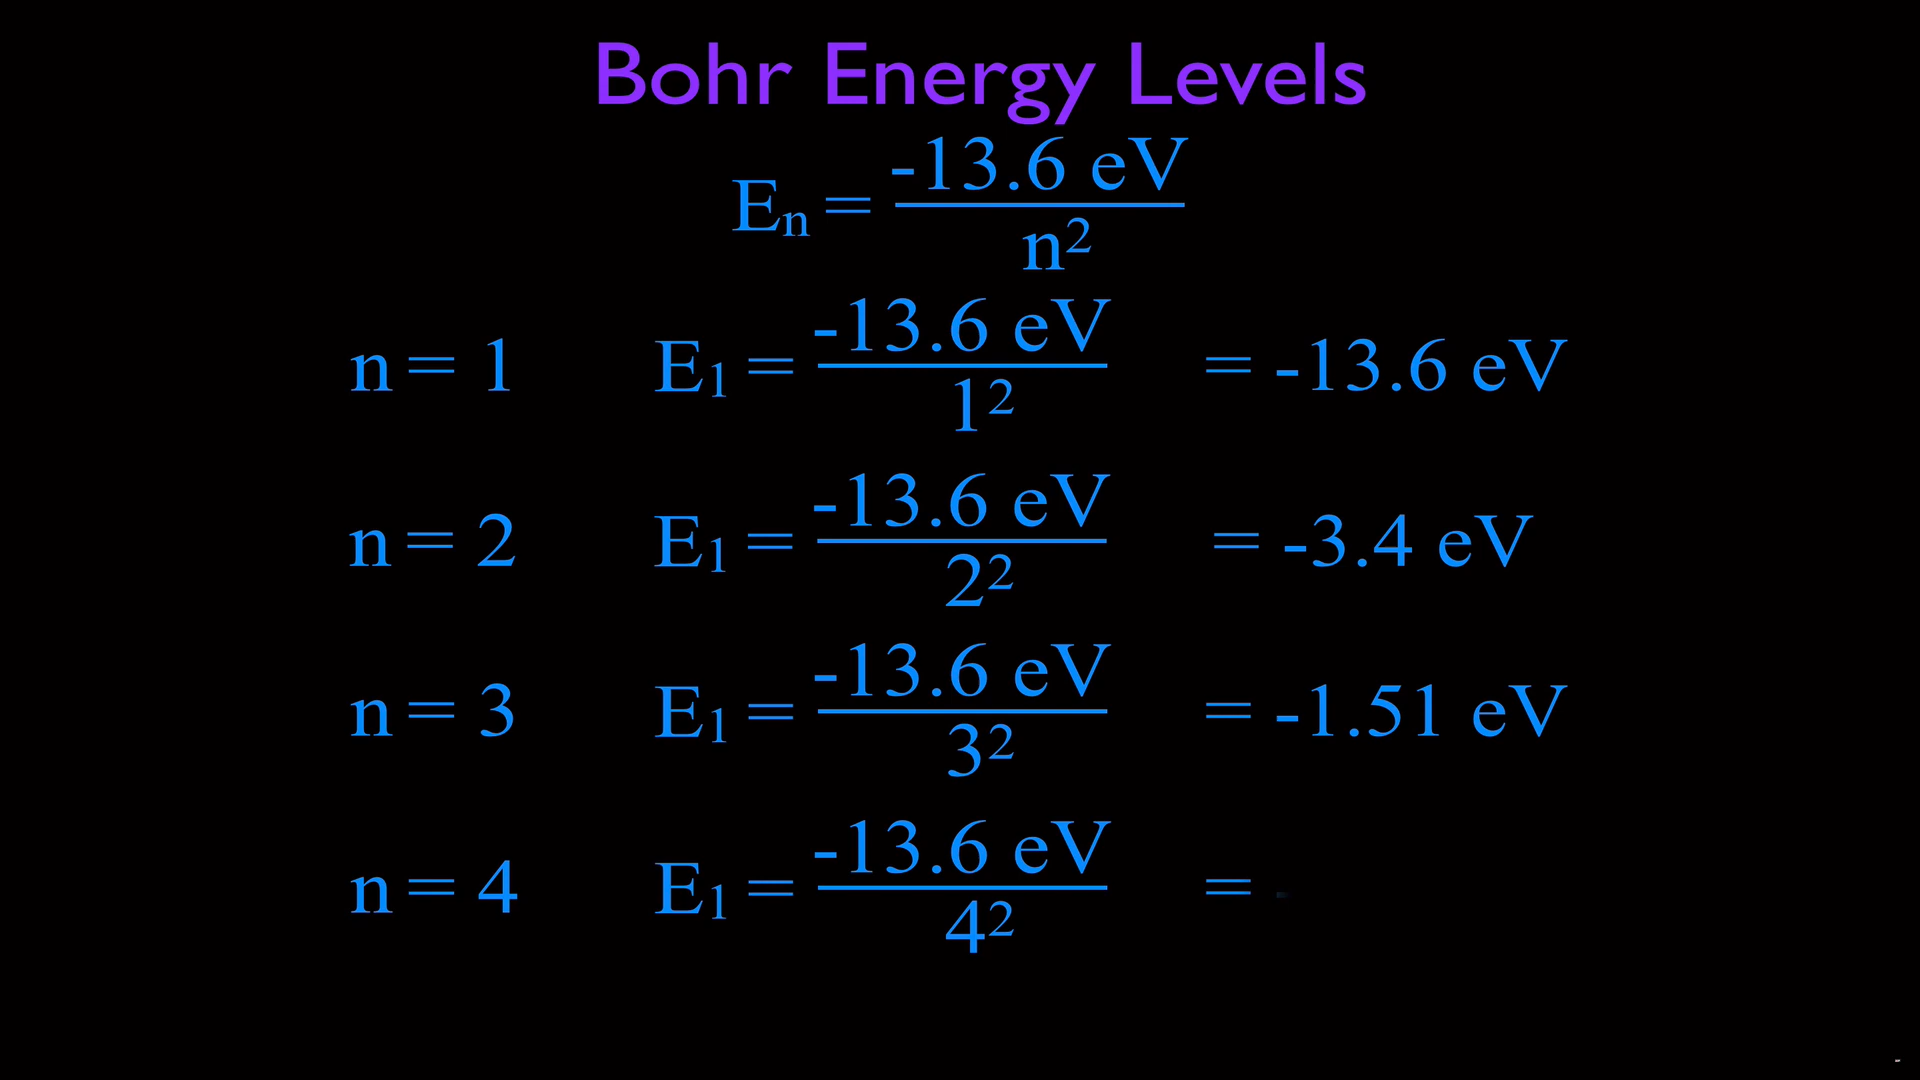 Bohr Energy Levels
Eₙ = -13.6 eV / n²
n = 1 E₁ = -13.6 eV / 1² = -13.6 eV
n = 2 E₁ = -13.6 eV / 2² = -3.4 eV
n = 3 E₁ = -13.6 eV / 3² = -1.51 eV
n = 4 E₁ = -13.6 eV / 4² = -